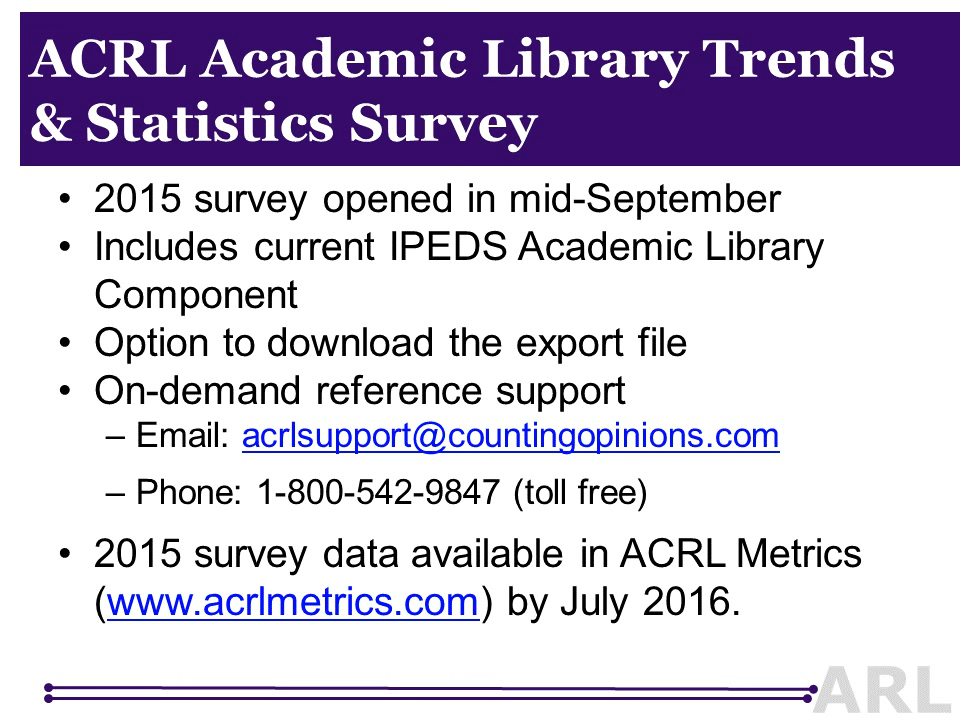 ACRL Academic Library Trends
& Statistics Survey
• 2015 survey opened in mid-September
• Includes current IPEDS Academic Library
Component
• Option to download the export file
• On-demand reference support
– Email: acrlsupport@countingopinions.com
– Phone: 1-800-542-9847 (toll free)
• 2015 survey data available in ACRL Metrics
(www.acrlmetrics.com) by July 2016.
ARL